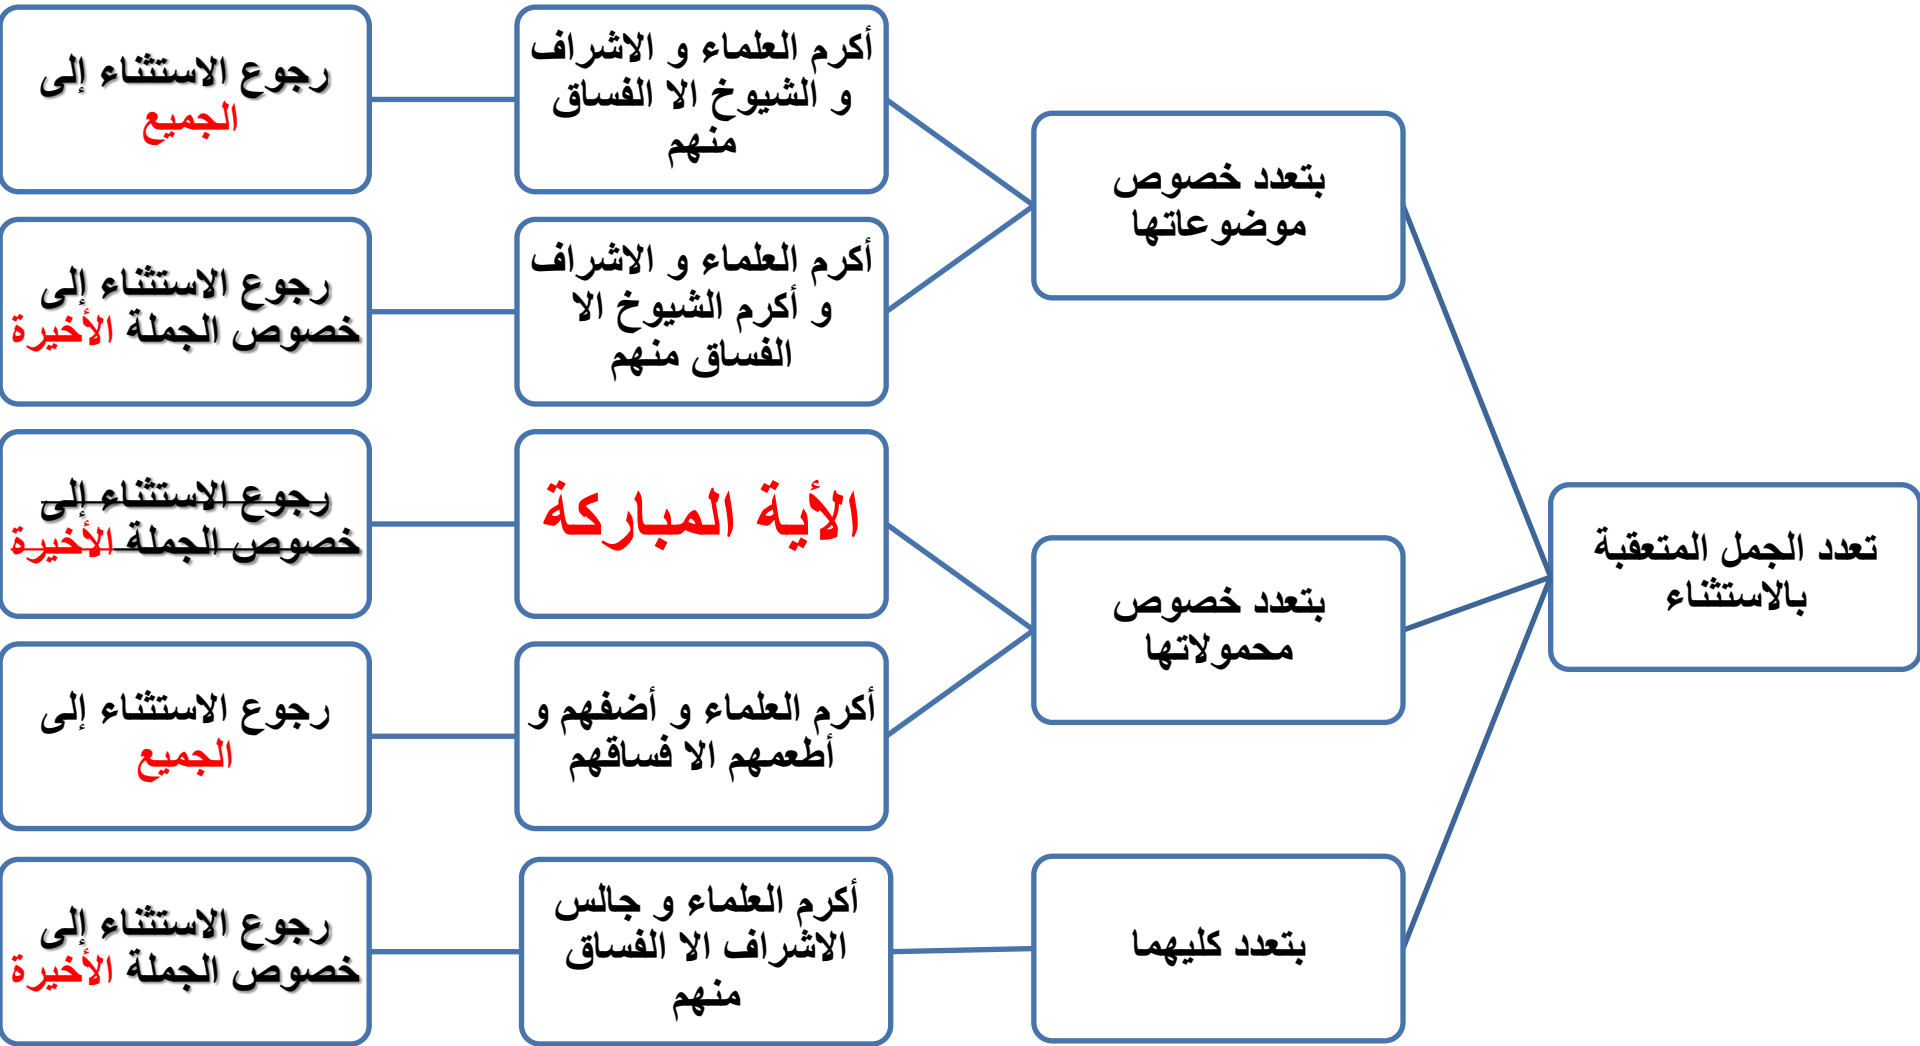 تعدد الجمل المتعقبة
بالاستثناء
بتعدد خصوص
موضوعاتها
أكرم العلماء و الاشراف
و الشيوخ الا الفساق
منهم
رجوع الاستثناء إلى
الجميع
أكرم العلماء و الاشراف
و أكرم الشيوخ الا
الفساق منهم
رجوع الاستثناء إلى
خصوص الجملة الأخيرة
بتعدد خصوص
محمولاتها
الأية المباركة
رجوع الاستثناء إلى
خصوص الجملة الأخيرة
أكرم العلماء و أضفهم و
أطعمهم الا فساقهم
رجوع الاستثناء إلى
الجميع
بتعدد كليهما
أكرم العلماء و جالس
الاشراف الا الفساق
منهم
رجوع الاستثناء إلى
خصوص الجملة الأخيرة